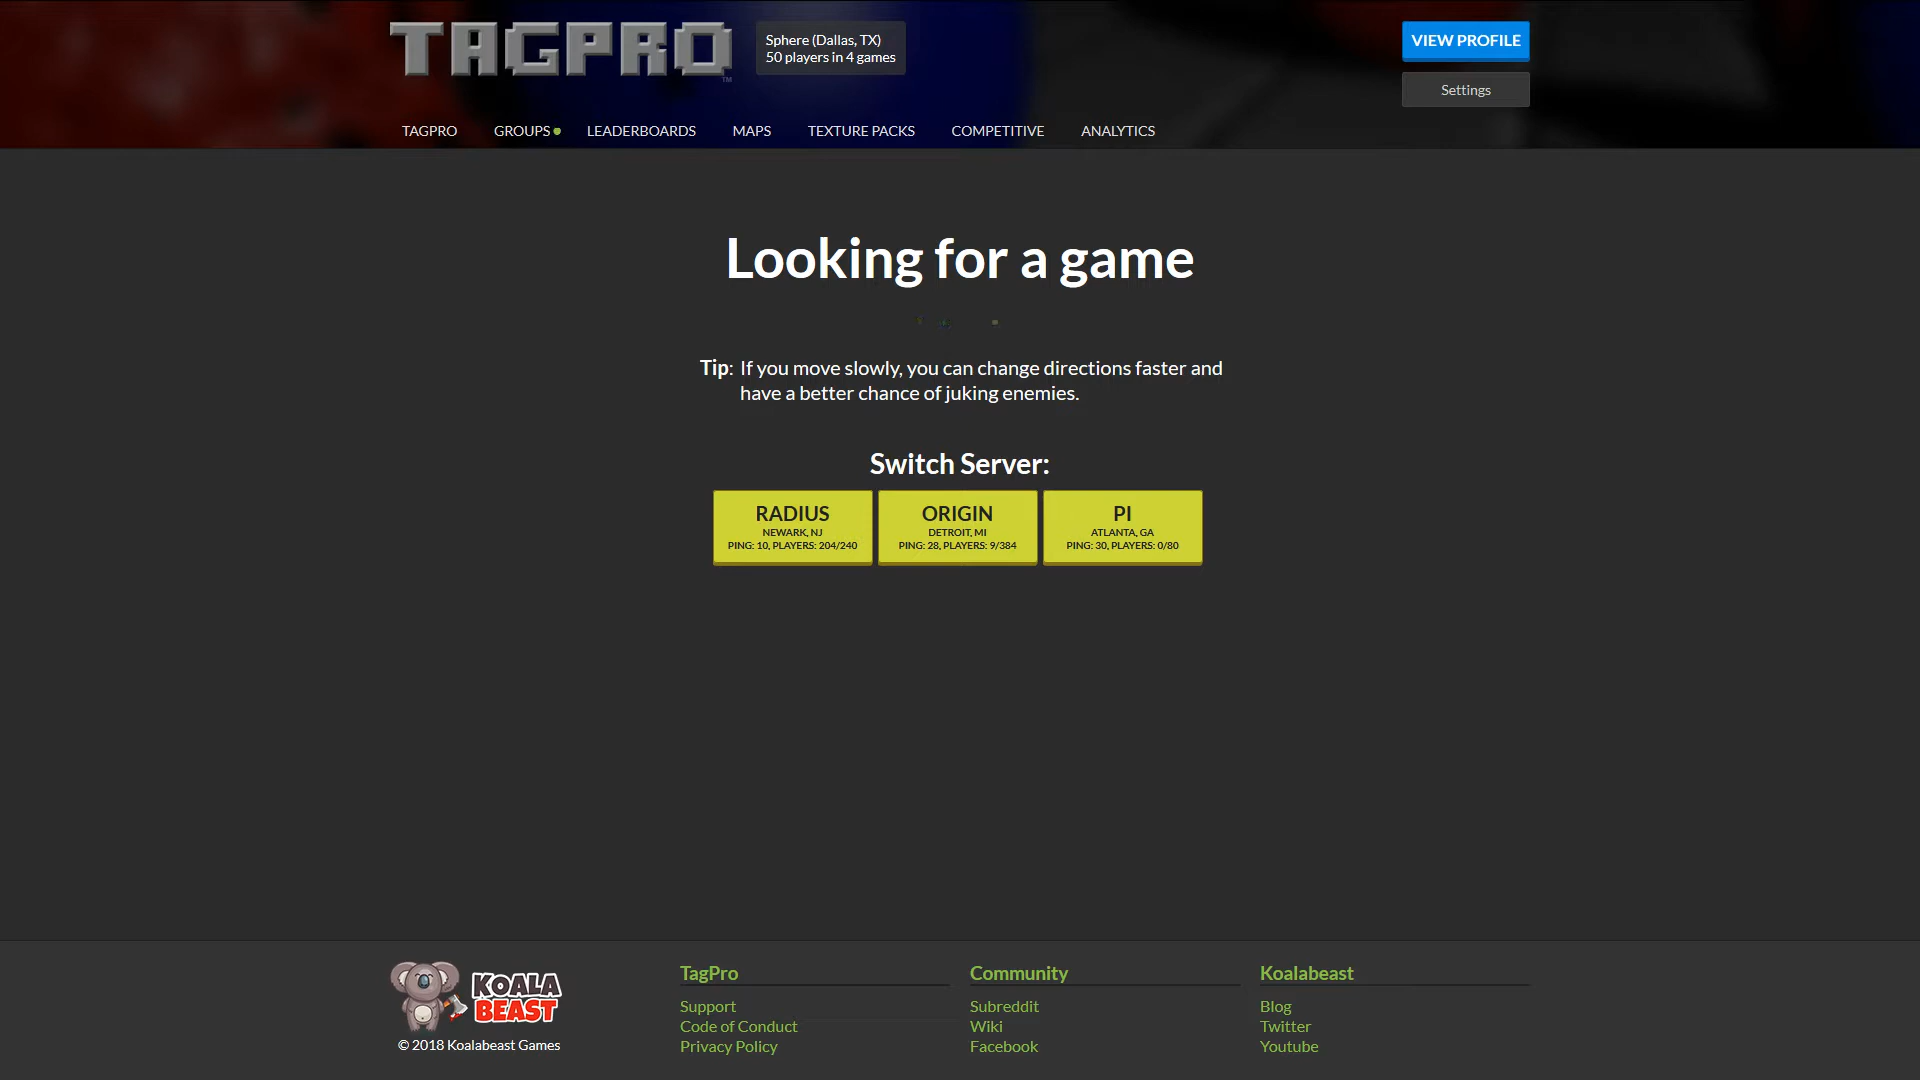 TAGPRO
TM
Sphere (Dallas, TX)
50 players in 4 games
VIEW PROFILE
Settings
TAGPRO
GROUPS
LEADERBOARDS
MAPS
TEXTURE PACKS
COMPETITIVE
ANALYTICS
Looking for a game
Tip: If you move slowly, you can change directions faster and
have a better chance of juking enemies.
Switch Server:
RADIUS
NEWARK, NJ
PING: 10, PLAYERS: 204/240
ORIGIN
DETROIT, MI
PING: 28, PLAYERS: 9/384
PI
ATLANTA, GA
PING: 30, PLAYERS: 0/80
KOALA
BEAST
© 2018 Koalabeast Games
TagPro
Support
Code of Conduct
Privacy Policy
Community
Subreddit
Wiki
Facebook
Koalabeast
Blog
Twitter
Youtube